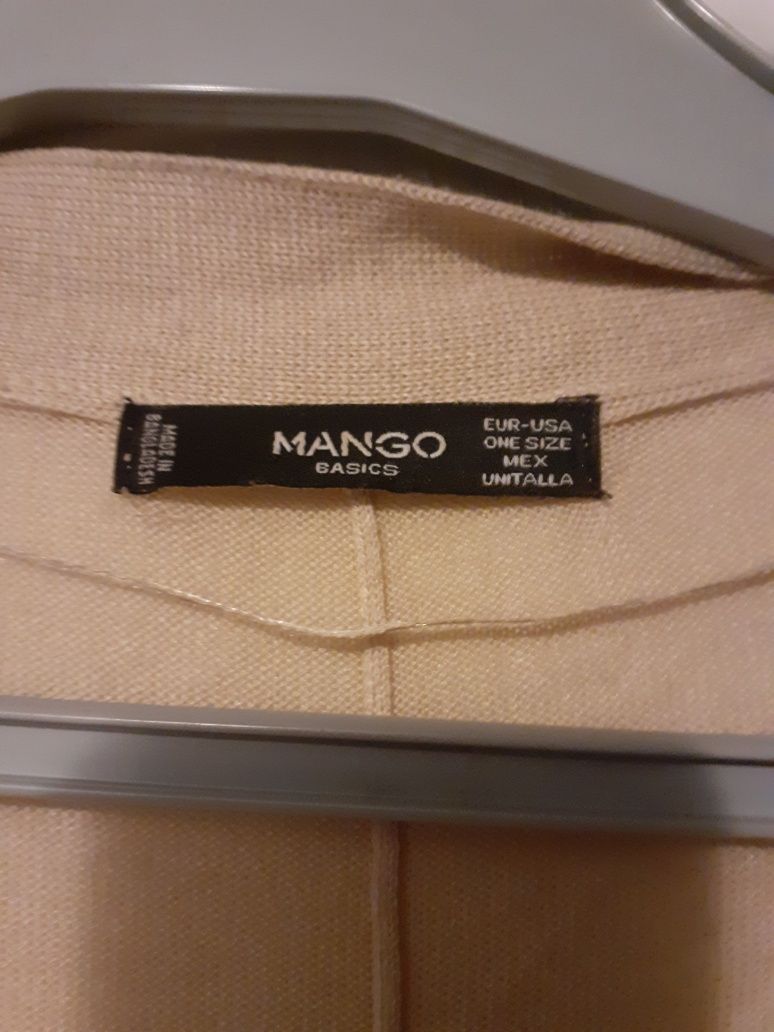 MADE IN
BANGLADESH
MANGO
BASICS
EUR-USA
ONE SIZE
MEX
UNITALLA